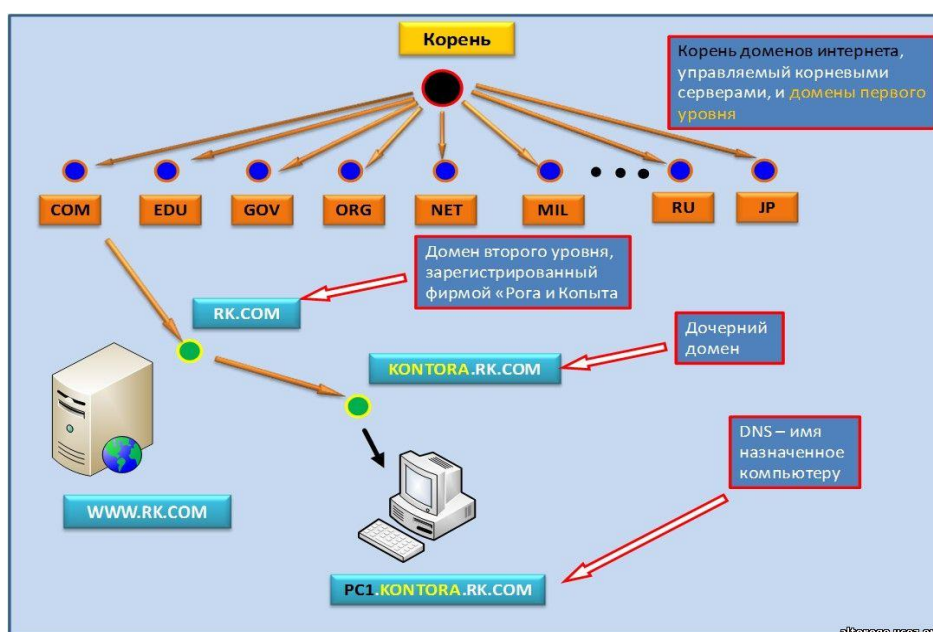 Корень
Корень доменов интернета,
управляемый корневыми
серверами, и домены первого
уровня
COM
EDU
GOV
ORG
NET
MIL
RU
JP
Домен второго уровня,
зарегистрированный
фирмой «Рога и Копыта
RK.COM
Дочерний
домен
KONTORA.RK.COM
DNS – имя
назначенное
компьютеру
WWW.RK.COM
PC1.KONTORA.RK.COM